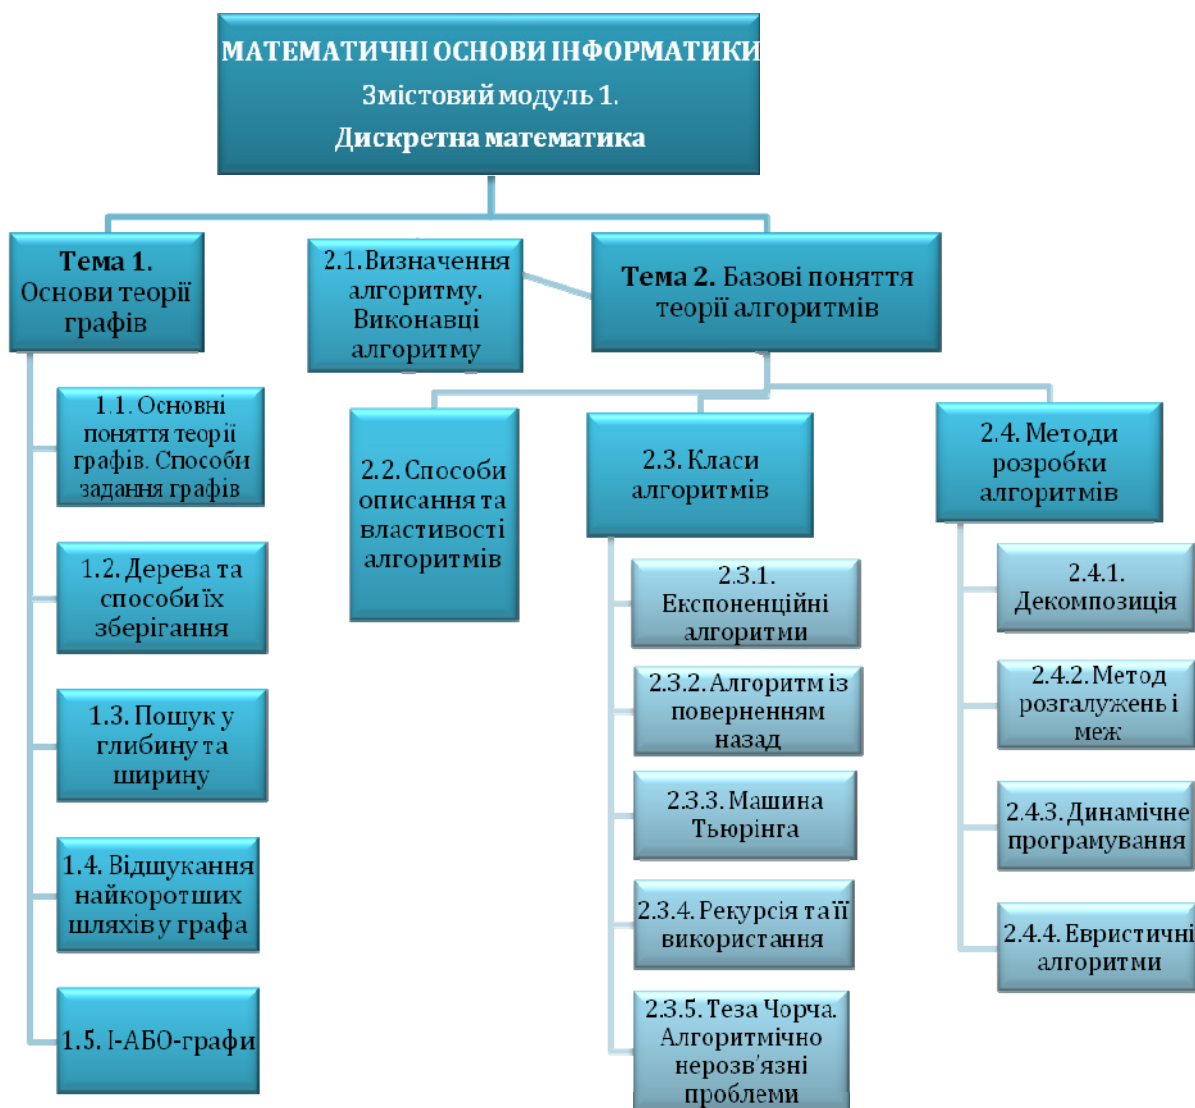 МАТЕМАТИЧНІ ОСНОВИ ІНФОРМАТИКИ
Змістовий модуль 1.
Дискретна математика
Тема 1.
Основи теорії
графів
1.1. Основні
поняття теорії
графів. Способи
задання графів
1.2. Дерева та
способи їх
зберігання
1.3. Пошук у
глибину та
ширину
1.4. Відшукання
найкоротших
шляхів у графа
1.5. І-АБО-графи
Тема 2. Базові поняття
теорії алгоритмів
2.1. Визначення
алгоритму.
Виконавці
алгоритму
2.2. Способи
описання та
властивості
алгоритмів
2.3. Класи
алгоритмів
2.3.1.
Експоненційні
алгоритми
2.3.2. Алгоритм із
поверненням
назад
2.3.3. Машина
Тьюрінга
2.3.4. Рекурсія та її
використання
2.3.5. Теза Чорча.
Алгоритмічно
нерозв'язні
проблеми
2.4. Методи
розробки
алгоритмів
2.4.1.
Декомпозиція
2.4.2. Метод
розгалужень і
меж
2.4.3. Динамічне
програмування
2.4.4. Евристичні
алгоритми